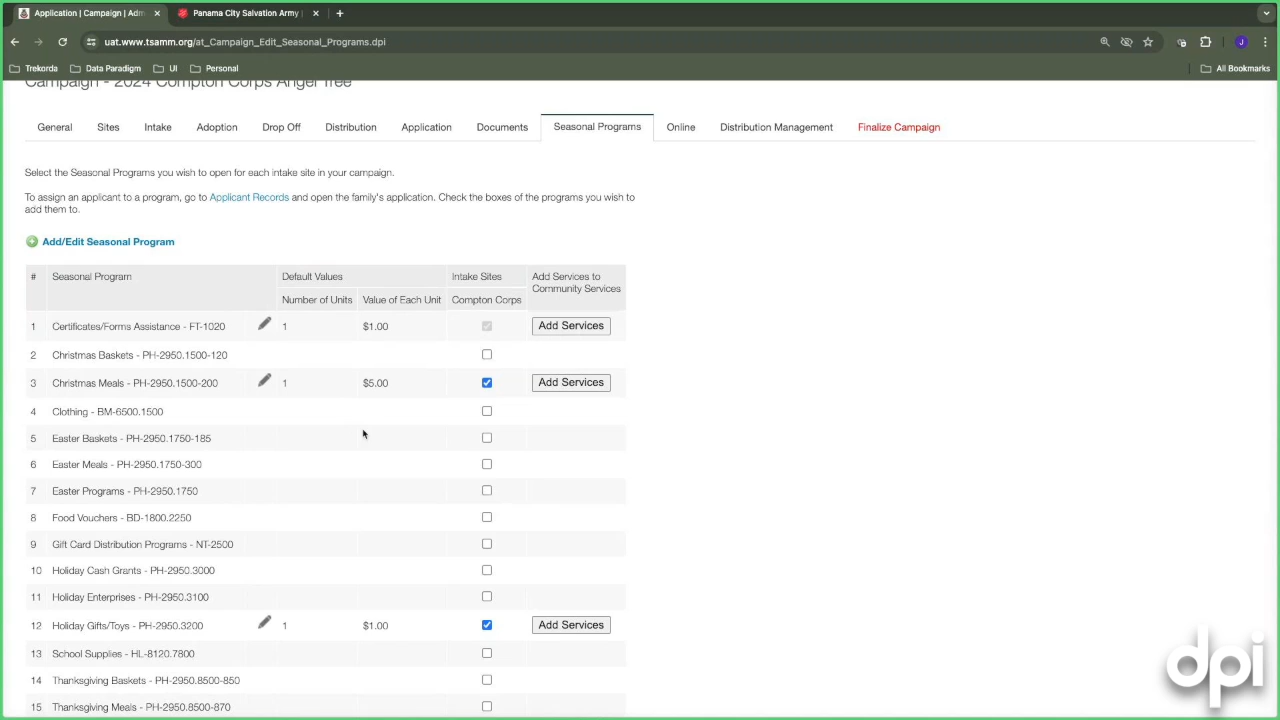 Application | Campaign | Adm
Panama City Salvation Army
uat.www.tsamm.org/at_Campaign_Edit_Seasonal_Programs.dpi
J
Trekorda Data Paradigm UI Personal All Bookmarks
Campaign - 2024 Compton Corps Angel Tree
General Sites Intake Adoption Drop Off Distribution Application Documents Seasonal Programs Online Distribution Management Finalize Campaign
Select the Seasonal Programs you wish to open for each intake site in your campaign.
To assign an applicant to a program, go to Applicant Records and open the family's application. Check the boxes of the programs you wish to
add them to.
Add/Edit Seasonal Program
# Seasonal Program Default Values Intake Sites Add Services to
Community Services
Number of Units Value of Each Unit Compton Corps
1 Certificates/Forms Assistance - FT-1020 1 $1.00 Add Services
2 Christmas Baskets - PH-2950.1500-120
3 Christmas Meals - PH-2950.1500-200 1 $5.00 Add Services
4 Clothing - BM-6500.1500
5 Easter Baskets - PH-2950.1750-185
6 Easter Meals - PH-2950.1750-300
7 Easter Programs - PH-2950.1750
8 Food Vouchers - BD-1800.2250
9 Gift Card Distribution Programs - NT-2500
10 Holiday Cash Grants - PH-2950.3000
11 Holiday Enterprises - PH-2950.3100
12 Holiday Gifts/Toys - PH-2950.3200 1 $1.00 Add Services
13 School Supplies - HL-8120.7800
14 Thanksgiving Baskets - PH-2950.8500-850
15 Thanksgiving Meals - PH-2950.8500-870
dpi